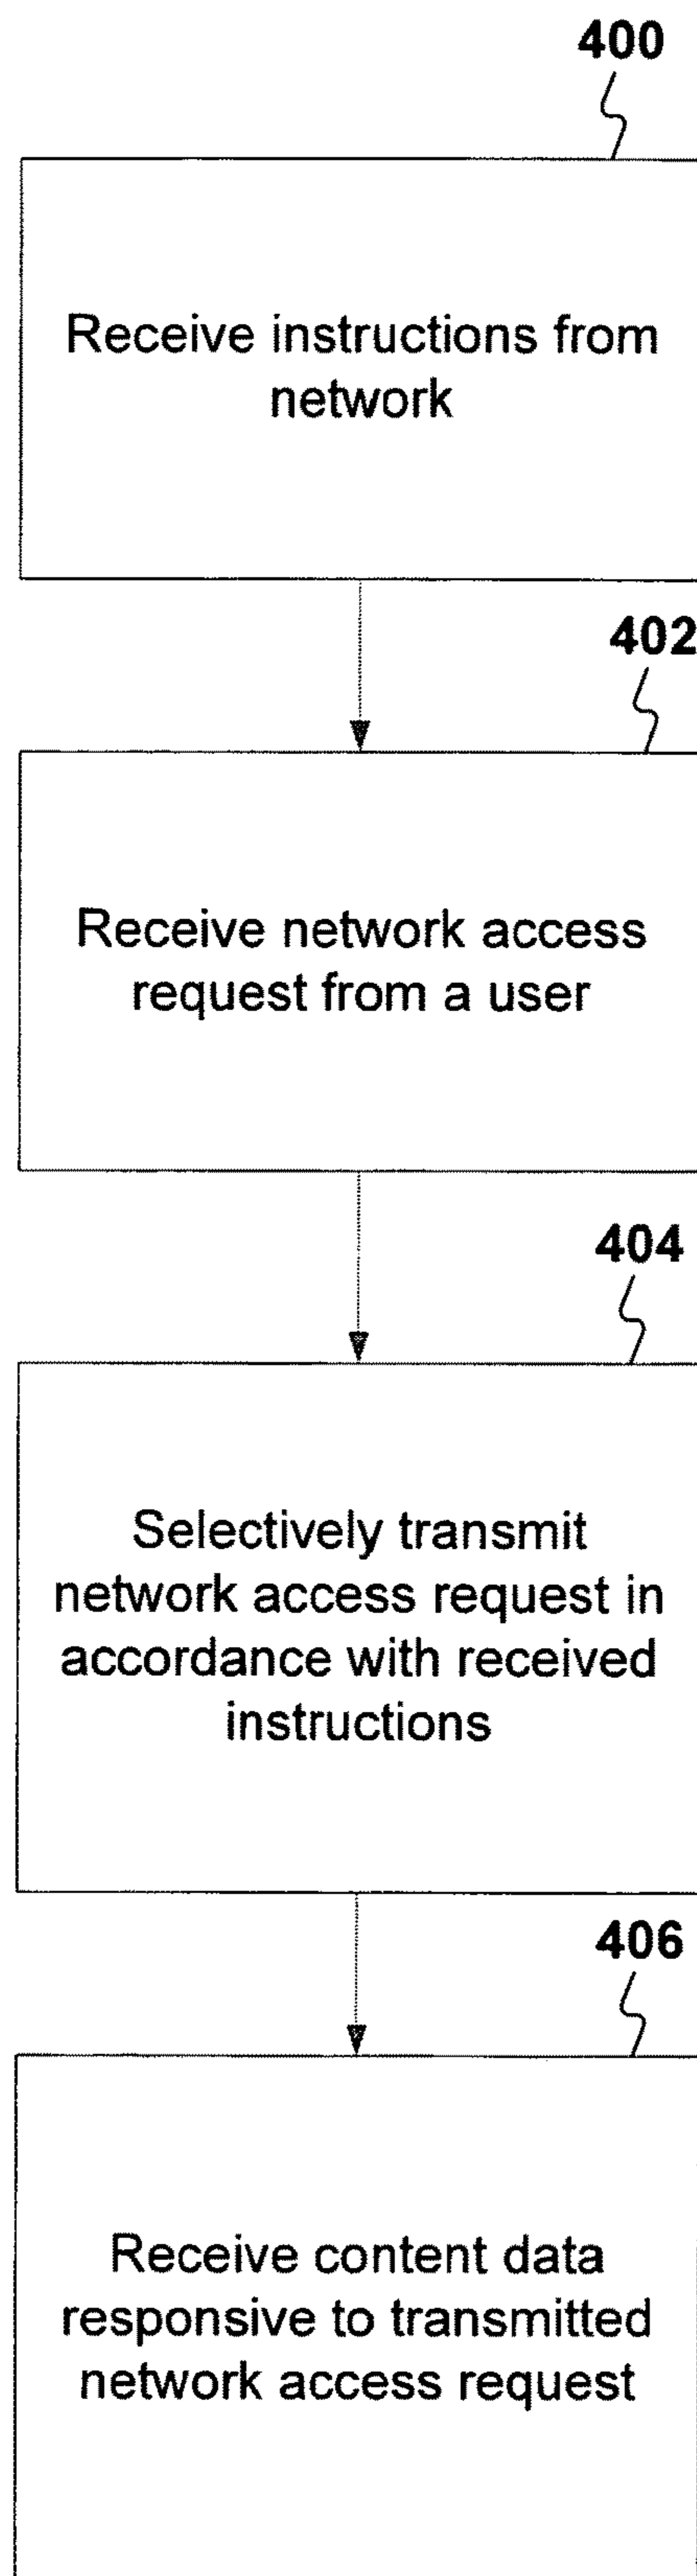 400
Receive instructions from
network
402
Receive network access
request from a user
404
Selectively transmit
network access request in
accordance with received
instructions
406
Receive content data
responsive to transmitted
network access request